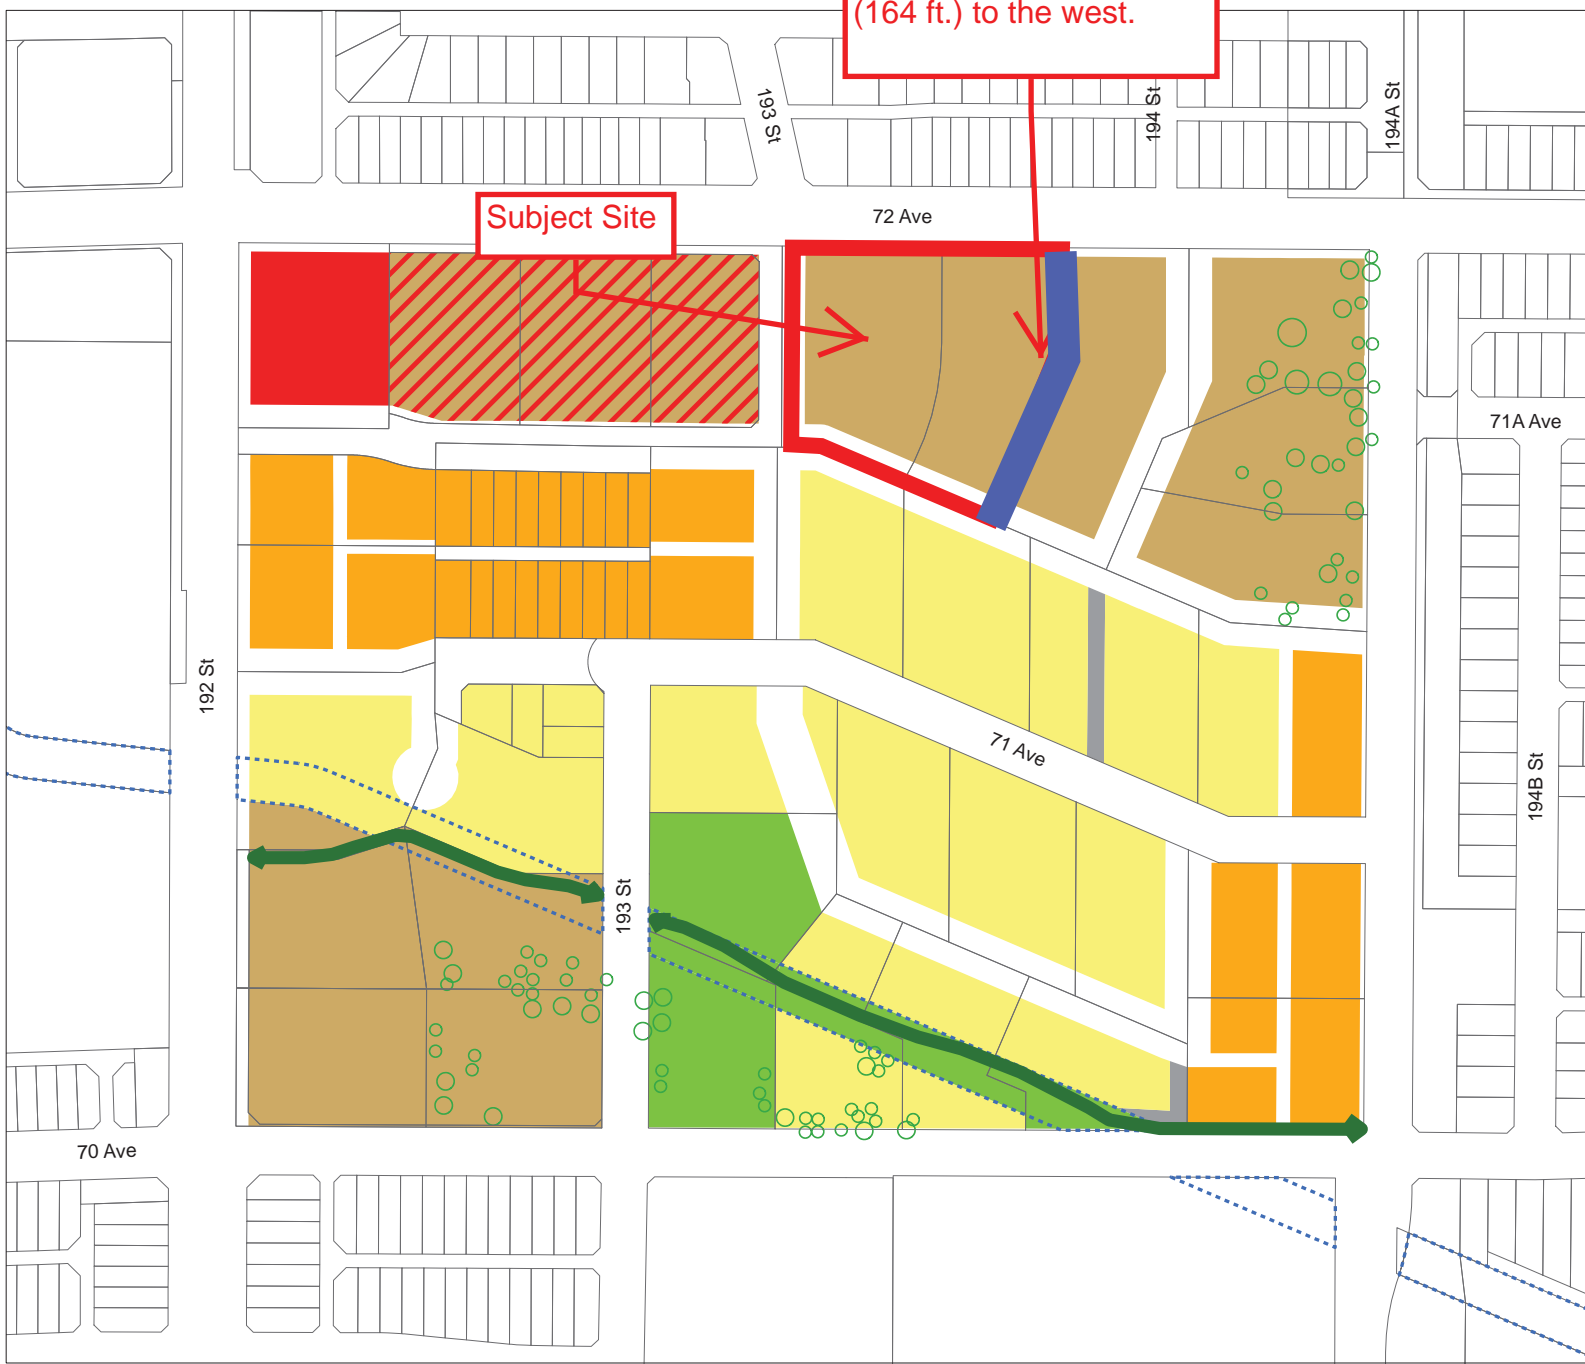 (164 ft.) to the west.
193 St
194 St
194A St
Subject Site
72 Ave
71A Ave
192 St
71 Ave
194B St
193 St
70 Ave